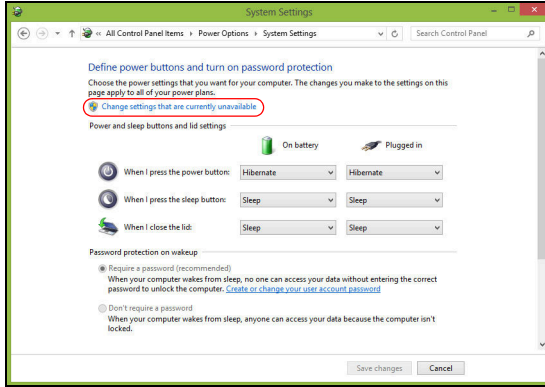 System Settings
« All Control Panel Items › Power Options › System Settings
Search Control Panel
Define power buttons and turn on password protection
Choose the power settings that you want for your computer. The changes you make to the settings on this
page apply to all of your power plans.
Change settings that are currently unavailable
Power and sleep buttons and lid settings
On battery Plugged in
When I press the power button: Hibernate Hibernate
When I press the sleep button: Sleep Sleep
When I close the lid: Sleep Sleep
Password protection on wakeup
Require a password (recommended)
When your computer wakes from sleep, no one can access your data without entering the correct
password to unlock the computer. Create or change your user account password
Don't require a password
When your computer wakes from sleep, anyone can access your data because the computer isn't
locked.
Save changes Cancel